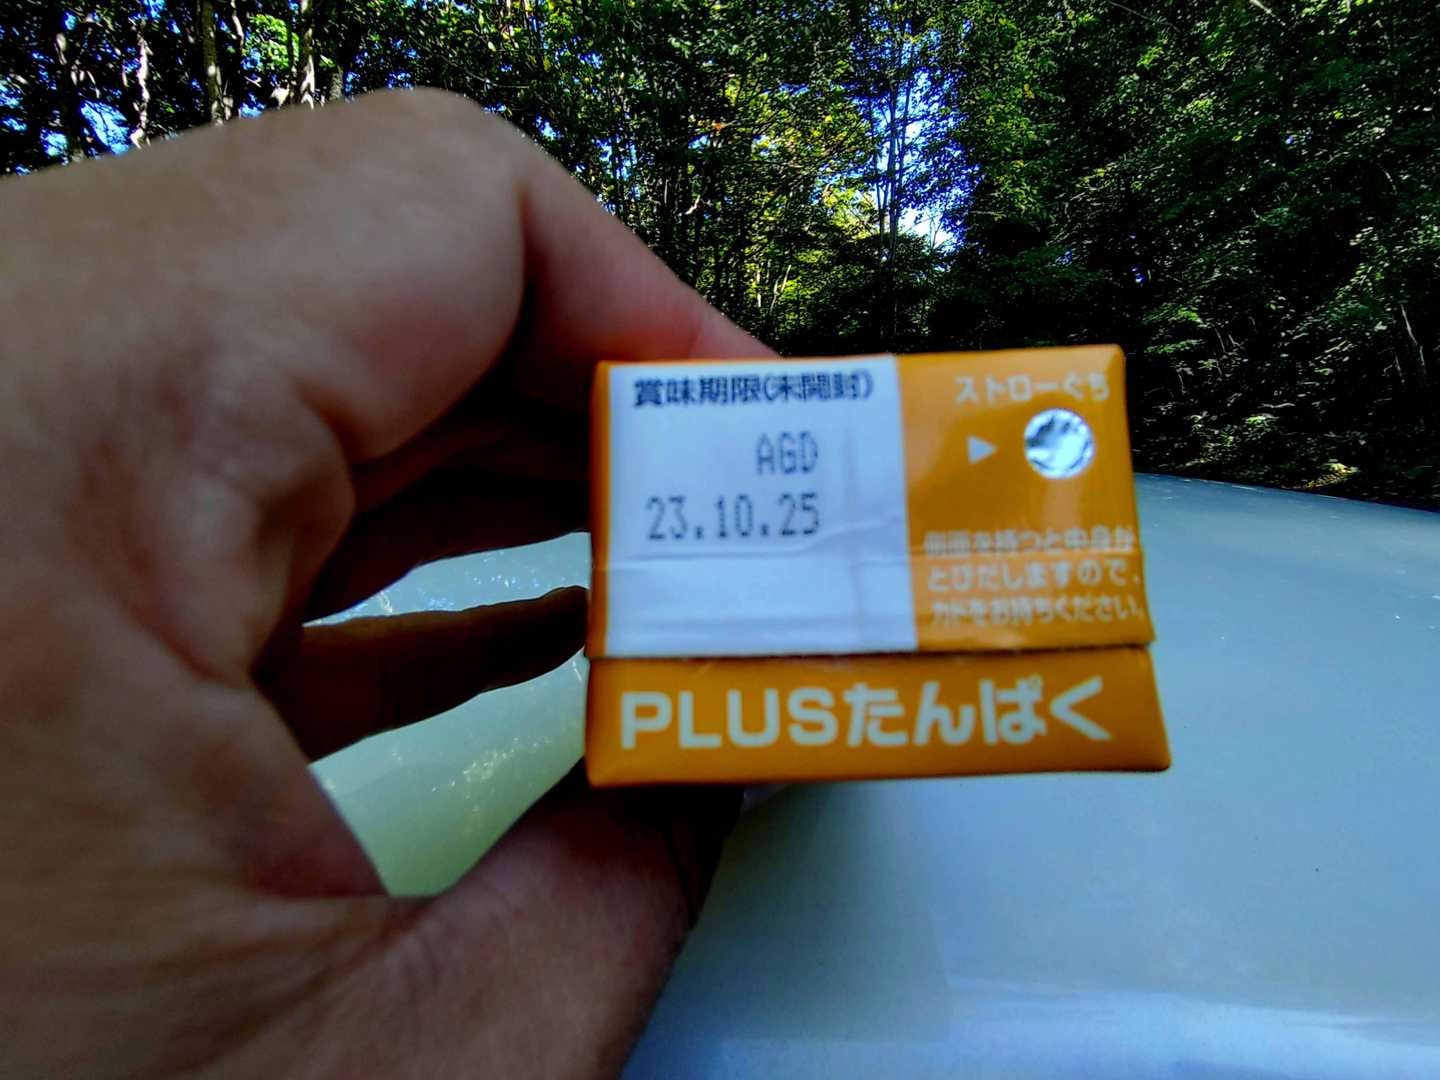 賞味期限(未開封)
AGD
23.10.25
ストローぐち
側面を持つと中身が
とびだしますので、
カドをお持ちください。
PLUSたんぱく